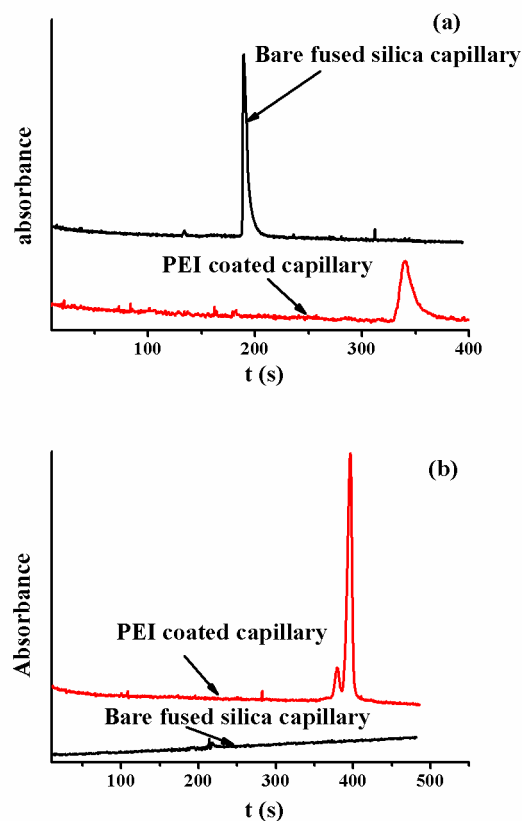 (a)
Bare fused silica capillary
absorbance
PEI coated capillary
100 200 300 400
t (s)
(b)
Absorbance
PEI coated capillary
Bare fused silica capillary
100 200 300 400 500
t (s)